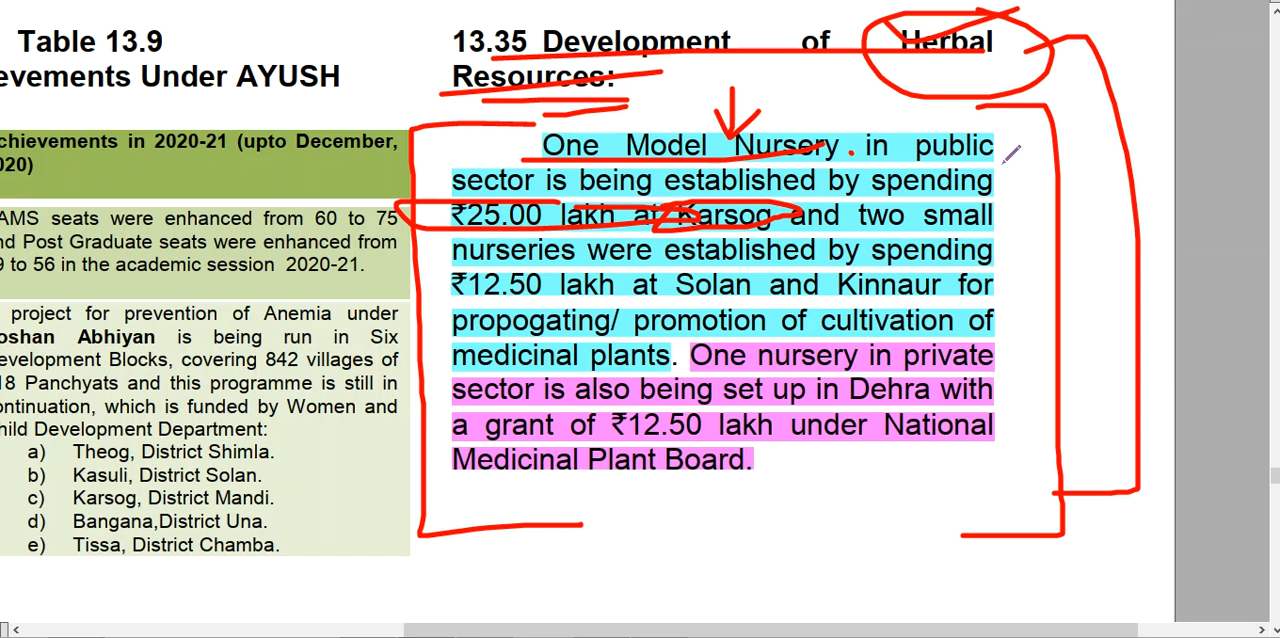 Table 13.9
evements Under AYUSH
chievements in 2020-21 (upto December,
020)
AMS seats were enhanced from 60 to 75
nd Post Graduate seats were enhanced from
9 to 56 in the academic session 2020-21.
project for prevention of Anemia under
oshan Abhiyan is being run in Six
evelopment Blocks, covering 842 villages of
18 Panchyats and this programme is still in
ontinuation, which is funded by Women and
hild Development Department:
a) Theog, District Shimla.
b) Kasuli, District Solan.
c) Karsog, District Mandi.
d) Bangana,District Una.
e) Tissa, District Chamba.
13.35 Development of Herbal
Resources:
One Model Nursery in public
sector is being established by spending
₹25.00 lakh at Karsog and two small
nurseries were established by spending
₹12.50 lakh at Solan and Kinnaur for
propogating/ promotion of cultivation of
medicinal plants. One nursery in private
sector is also being set up in Dehra with
a grant of ₹12.50 lakh under National
Medicinal Plant Board.